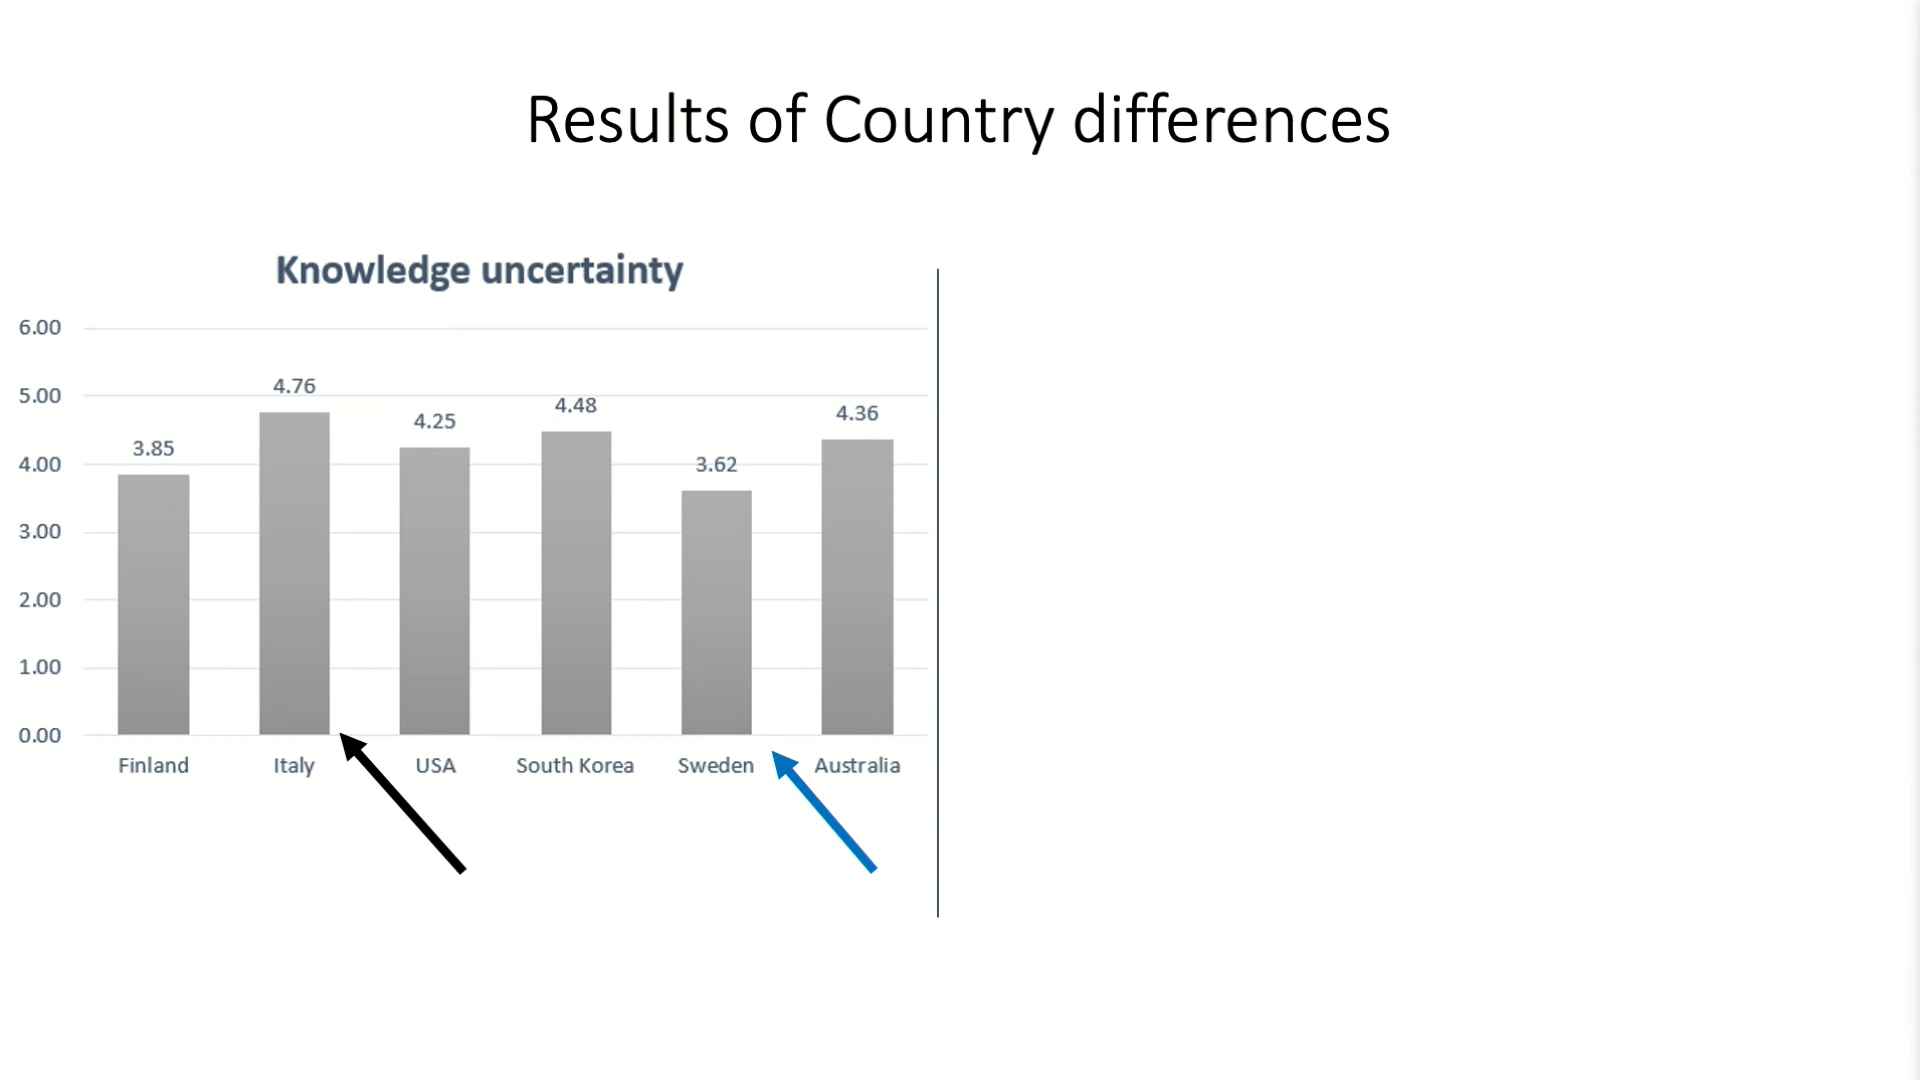 Results of Country differences
Knowledge uncertainty
6.00
5.00
4.00
3.00
2.00
1.00
0.00
3.85
4.76
4.25
4.48
3.62
4.36
Finland
Italy
USA
South Korea
Sweden
Australia